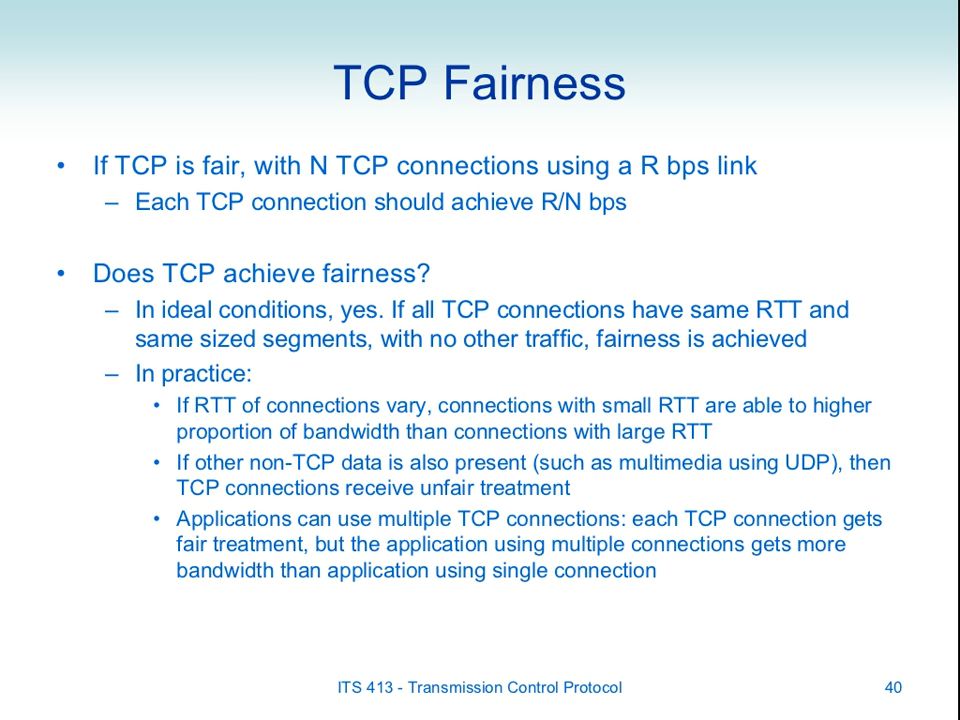 TCP Fairness
• If TCP is fair, with N TCP connections using a R bps link
– Each TCP connection should achieve R/N bps
• Does TCP achieve fairness?
– In ideal conditions, yes. If all TCP connections have same RTT and
same sized segments, with no other traffic, fairness is achieved
– In practice:
• If RTT of connections vary, connections with small RTT are able to higher
proportion of bandwidth than connections with large RTT
• If other non-TCP data is also present (such as multimedia using UDP), then
TCP connections receive unfair treatment
• Applications can use multiple TCP connections: each TCP connection gets
fair treatment, but the application using multiple connections gets more
bandwidth than application using single connection
ITS 413 - Transmission Control Protocol
40